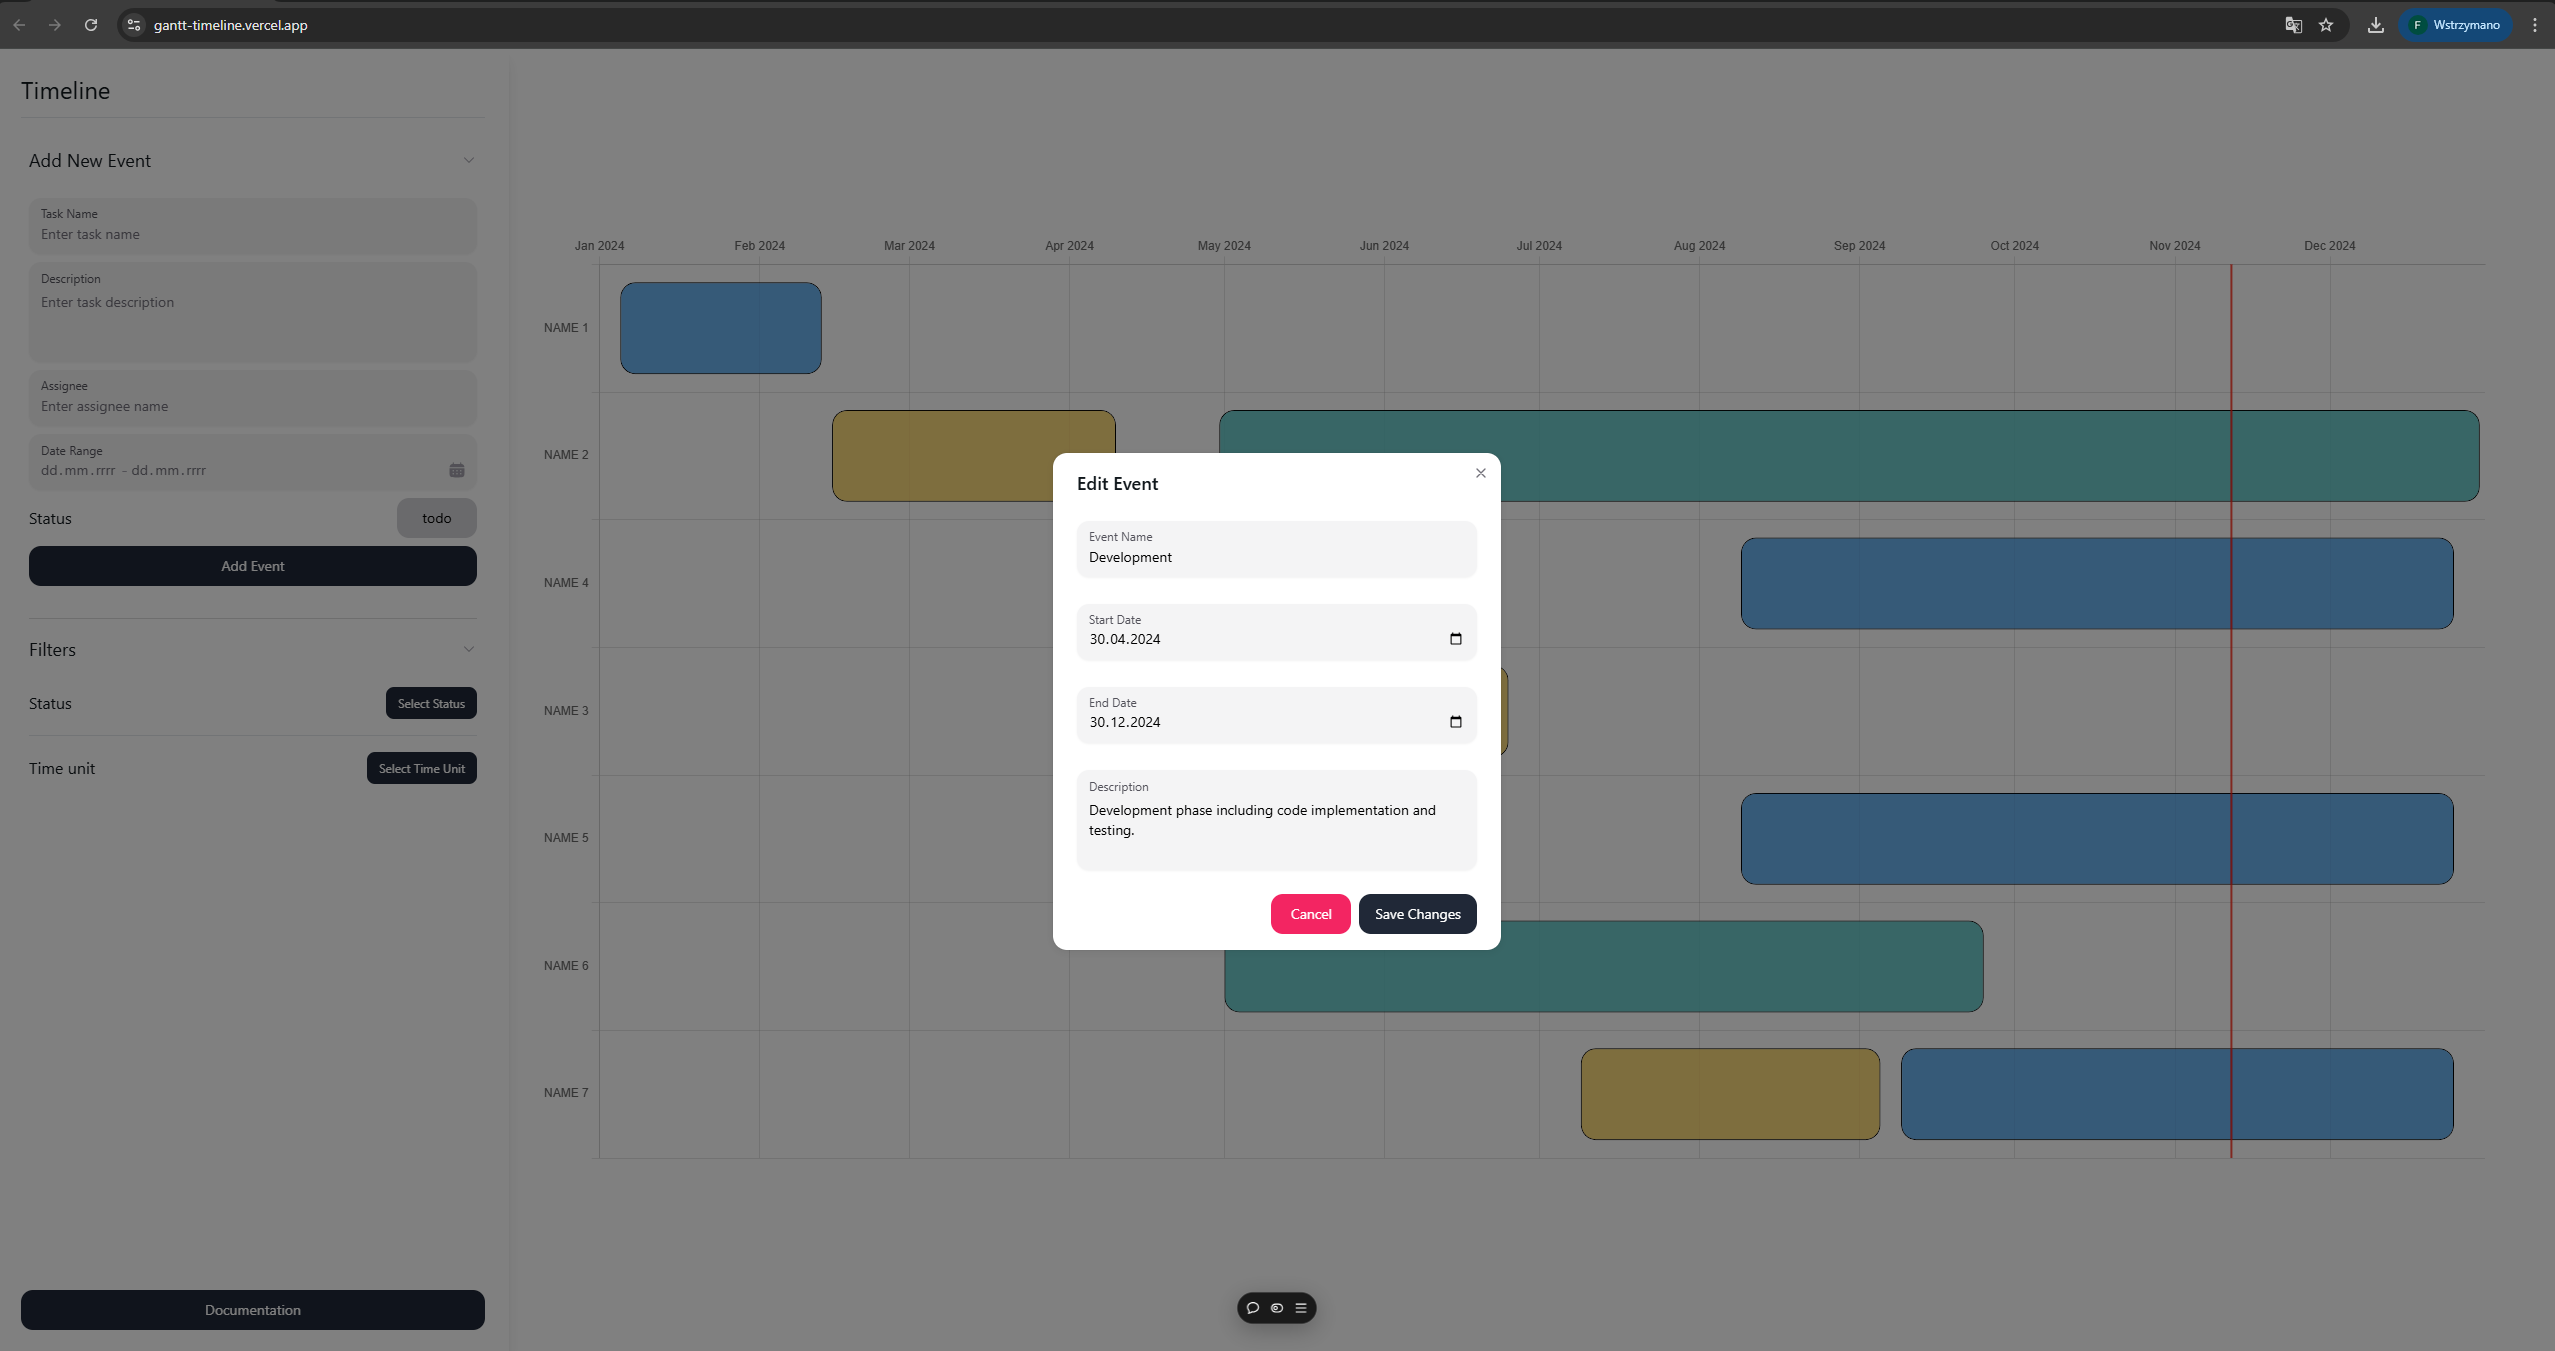 gantt-timeline.vercel.app
F Wstrzymano
Timeline
Add New Event
Task Name
Enter task name
Description
Enter task description
Assignee
Enter assignee name
Date Range
dd.mm.rrrr - dd.mm.rrrr
Status
todo
Add Event
Filters
Status
Select Status
Time unit
Select Time Unit
Documentation
Jan 2024 Feb 2024 Mar 2024 Apr 2024 May 2024 Jun 2024 Jul 2024 Aug 2024 Sep 2024 Oct 2024 Nov 2024 Dec 2024
NAME 1
NAME 2
NAME 4
NAME 3
NAME 5
NAME 6
NAME 7
Edit Event
Event Name
Development
Start Date
30.04.2024
End Date
30.12.2024
Description
Development phase including code implementation and
testing.
Cancel
Save Changes